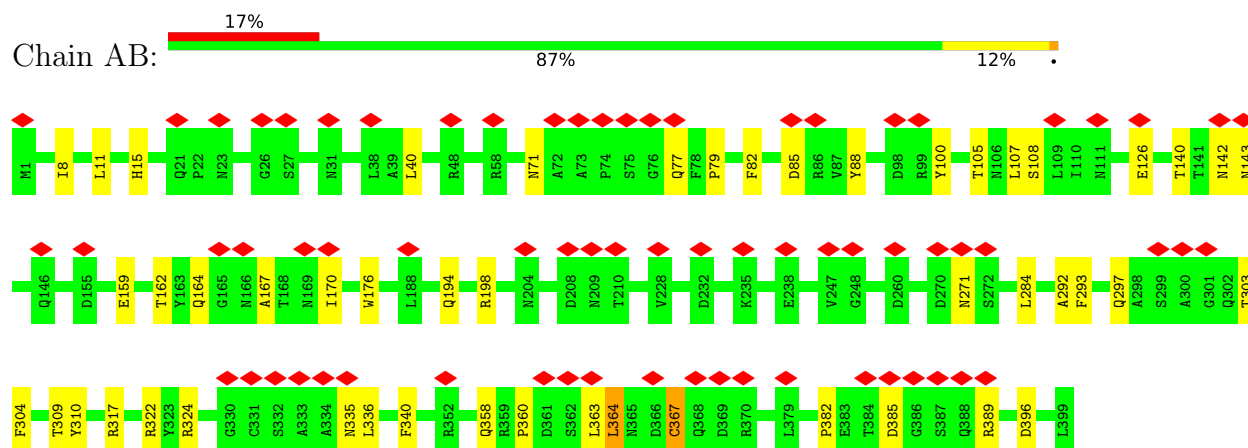 17%
Chain AB:
87% 12% •
M1 I8 L11 H15 Q21 P22 N23 G26 S27 N31 L38 A39 L40 R48 R58 N71 A72 A73 P74 S75 G76 Q77 F78 P79 F82 D85 R86 V87 Y88 D98 R99 Y100 T105 N106 L107 S108 L109 I110 N111 E126 T140 T141 N142 N143
Q146 D155 E159 T162 Y163 Q164 G165 N166 A167 T168 N169 I170 W176 L188 Q194 R198 N204 D208 N209 T210 V228 D232 K235 E238 V247 G248 D260 D270 N271 S272 L284 A292 F293 Q297 A298 S299 A300 G301 Q302 T303
F304 T309 Y310 R317 R322 Y323 R324 G330 C331 S332 A333 A334 N335 L336 F340 R352 Q358 R359 P360 D361 S362 L363 L364 N365 D366 C367 Q368 D369 R370 L379 P382 E383 T384 D385 G386 S387 Q388 R389 D396 L399